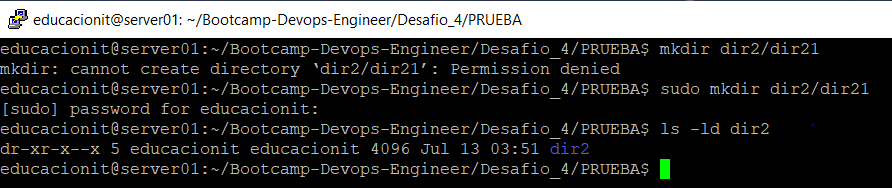 educacionit@server01: ~/Bootcamp-Devops-Engineer/Desafio_4/PRUEBA
educacionit@server01:~/Bootcamp-Devops-Engineer/Desafio_4/PRUEBA$ mkdir dir2/dir21
mkdir: cannot create directory ‘dir2/dir21’: Permission denied
educacionit@server01:~/Bootcamp-Devops-Engineer/Desafio_4/PRUEBA$ sudo mkdir dir2/dir21
[sudo] password for educacionit:
educacionit@server01:~/Bootcamp-Devops-Engineer/Desafio_4/PRUEBA$ ls -ld dir2
dr-xr-x--x 5 educacionit educacionit 4096 Jul 13 03:51 dir2
educacionit@server01:~/Bootcamp-Devops-Engineer/Desafio_4/PRUEBA$